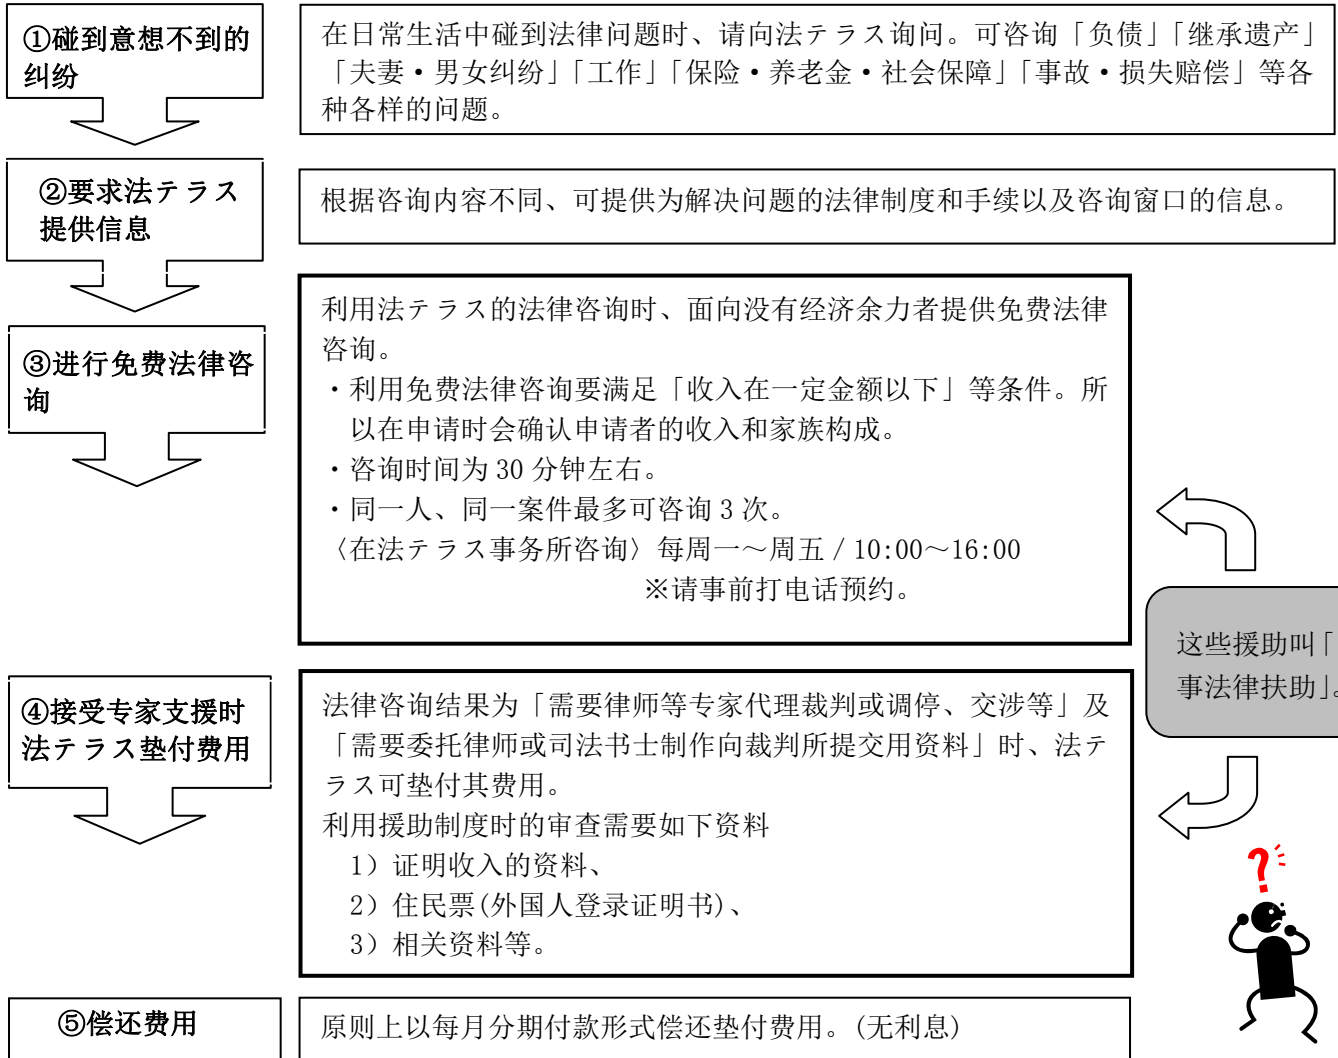 ①碰到意想不到的
纠纷
在日常生活中碰到法律问题时、请向法テラス询问。可咨询「负债」「继承遗产」
「夫妻・男女纠纷」「工作」「保险・养老金・社会保障」「事故・损失赔偿」等各
种各样的问题。
②要求法テラス
提供信息
根据咨询内容不同、可提供为解决问题的法律制度和手续以及咨询窗口的信息。
③进行免费法律咨
询
利用法テラス的法律咨询时、面向没有经济余力者提供免费法律
咨询。
・利用免费法律咨询要满足「收入在一定金额以下」等条件。所
以在申请时会确认申请者的收入和家族构成。
・咨询时间为 30 分钟左右。
・同一人、同一案件最多可咨询 3 次。
〈在法テラス事务所咨询〉每周一～周五 / 10:00～16:00
※请事前打电话预约。
这些援助叫「
事法律扶助」。
④接受专家支援时
法テラス垫付费用
法律咨询结果为「需要律师等专家代理裁判或调停、交涉等」及
「需要委托律师或司法书士制作向裁判所提交用资料」时、法テ
ラス可垫付其费用。
利用援助制度时的审查需要如下资料
1）证明收入的资料、
2）住民票(外国人登录证明书)、
3）相关资料等。
?
⑤偿还费用
原则上以每月分期付款形式偿还垫付费用。(无利息)